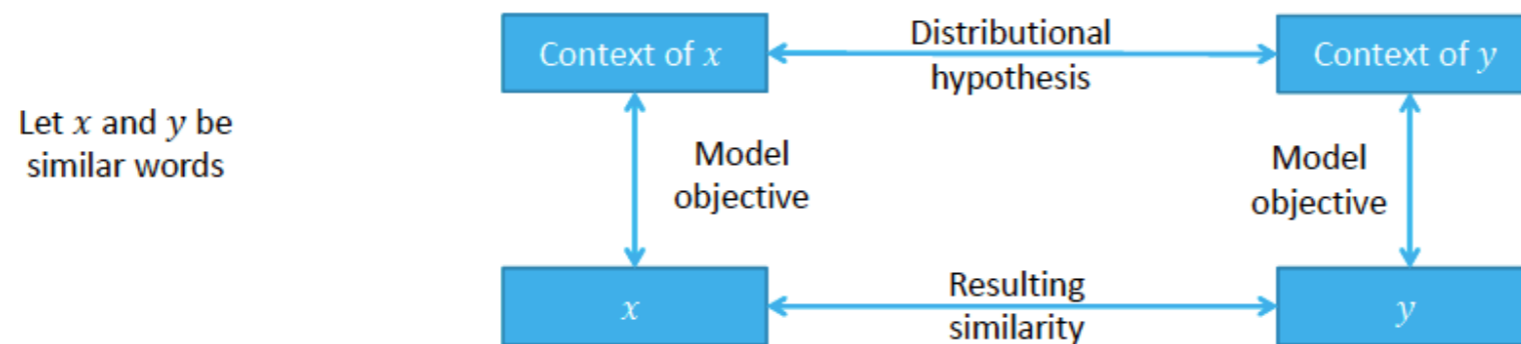 Let x and y be
similar words
Context of x
Distributional
hypothesis
Context of y
Model
objective
Model
objective
x
Resulting
similarity
y